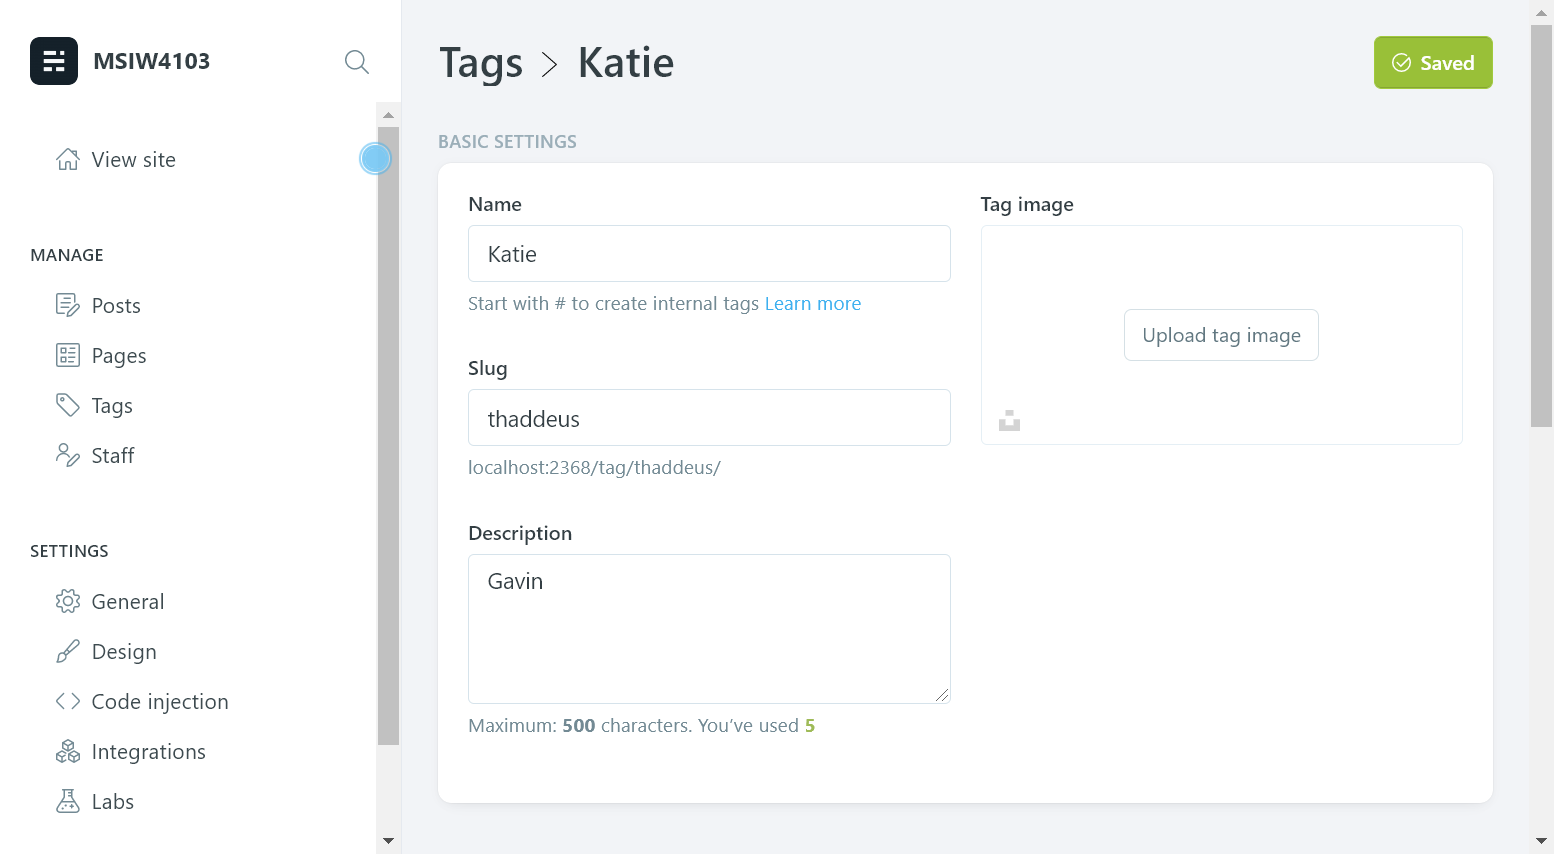 MSIW4103
View site
MANAGE
Posts
Pages
Tags
Staff
SETTINGS
General
Design
Code injection
Integrations
Labs
Tags > Katie
Saved
BASIC SETTINGS
Name
Katie
Start with # to create internal tags Learn more
Slug
thaddeus
localhost:2368/tag/thaddeus/
Description
Gavin
Maximum: 500 characters. You’ve used 5
Tag image
Upload tag image